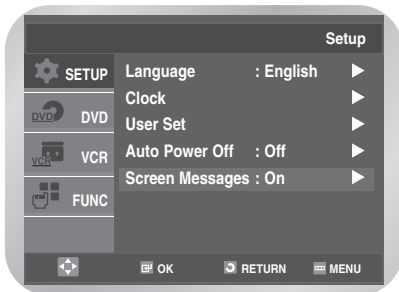 Setup
SETUP
DVD DVD
VCR VCR
FUNC
Language : English
Clock
User Set
Auto Power Off : Off
Screen Messages : On
OK RETURN MENU